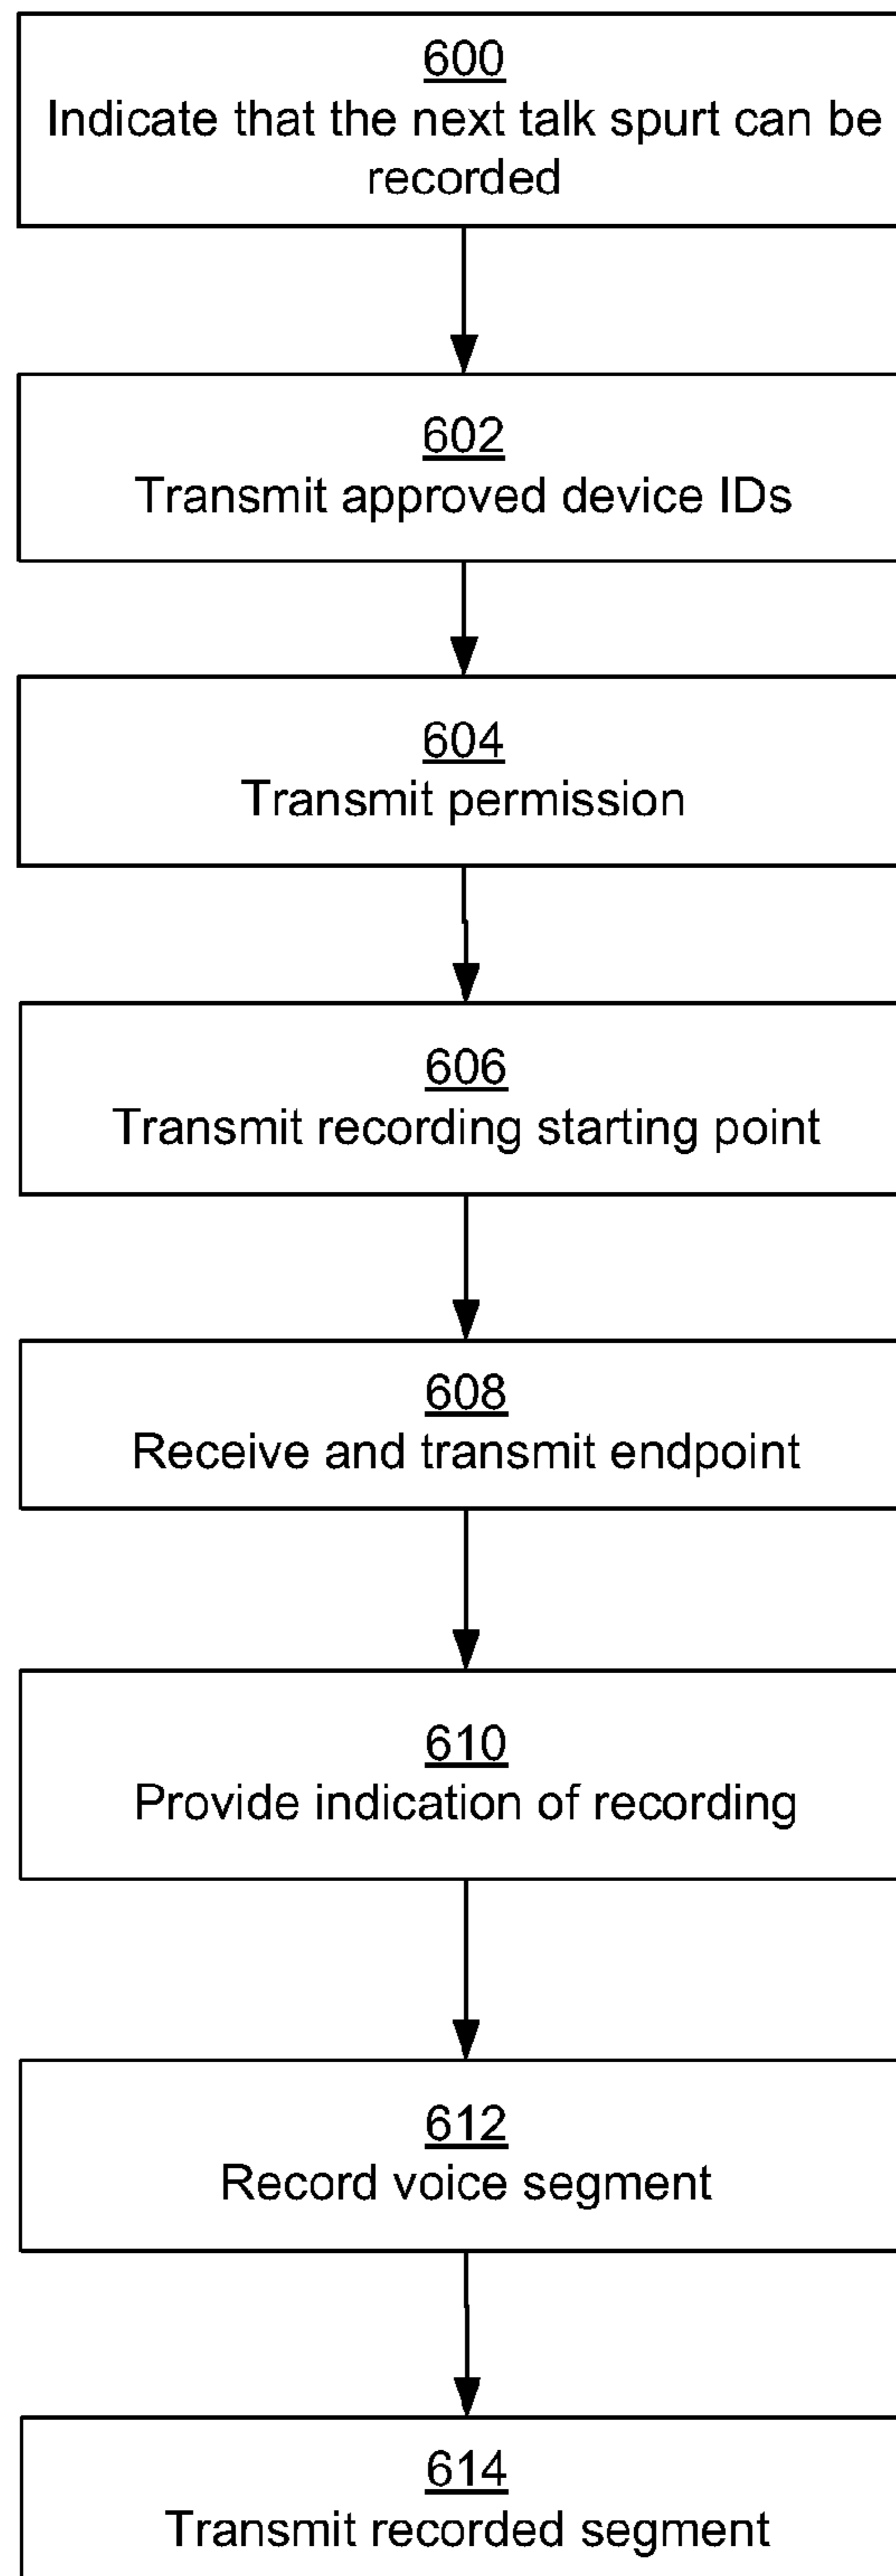 600
Indicate that the next talk spurt can be
recorded
602
Transmit approved device IDs
604
Transmit permission
606
Transmit recording starting point
608
Receive and transmit endpoint
610
Provide indication of recording
612
Record voice segment
614
Transmit recorded segment